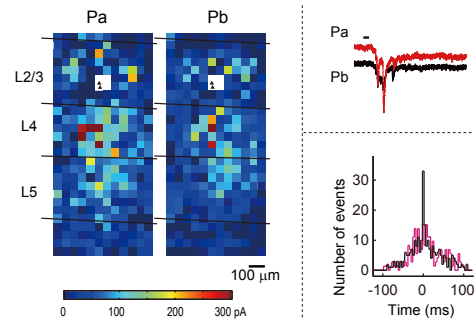 Pa
Pb
L2/3
L4
L5
100 μm
0
100
200
300 pA
Pa
Pb
Number of events
30
20
10
0
-100
0
100
Time (ms)